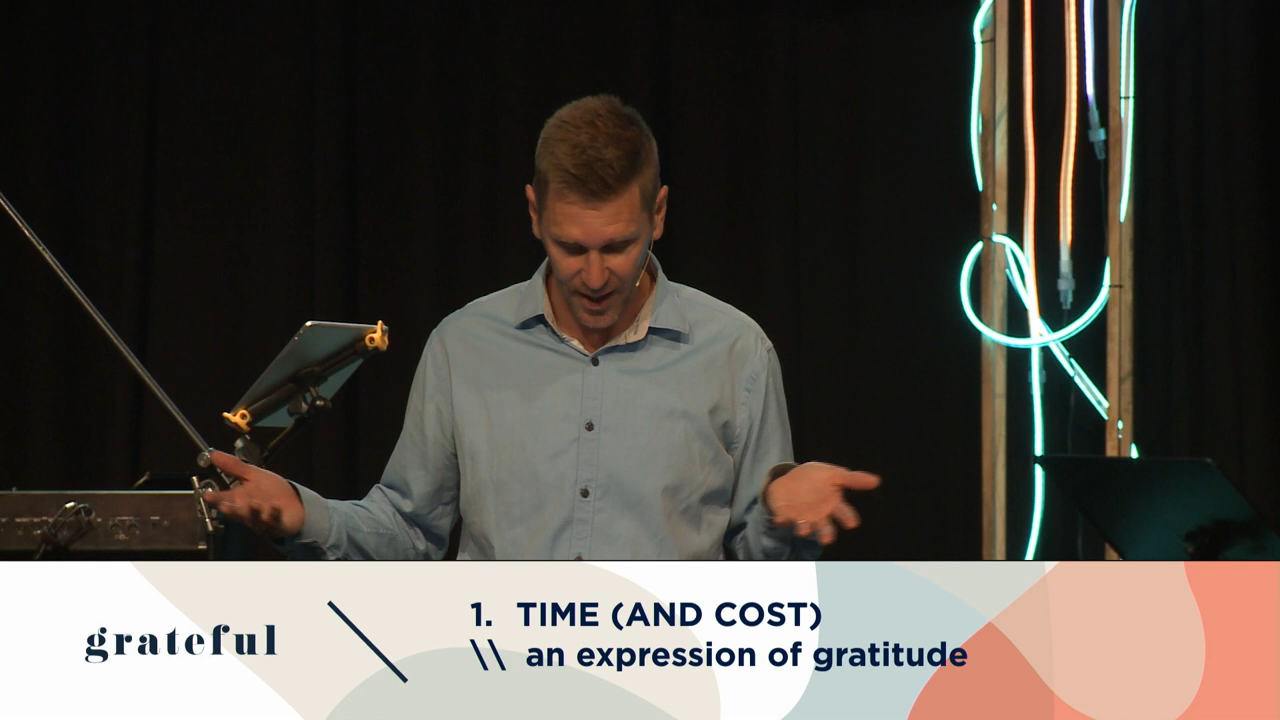 grateful
1. TIME (AND COST)
\\ an expression of gratitude